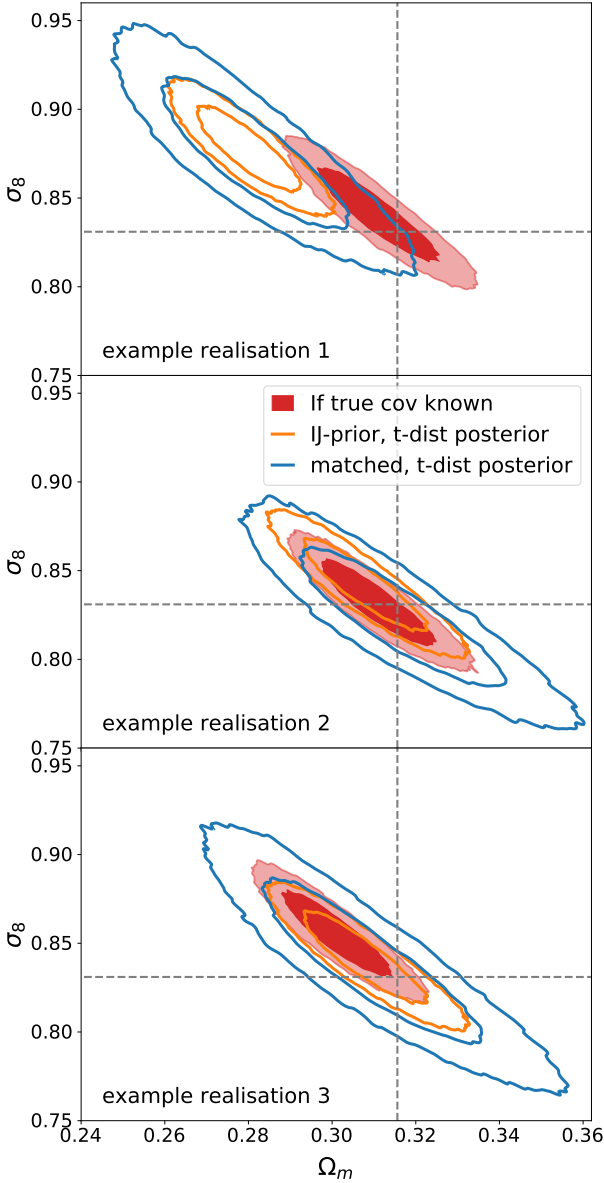 0.95
0.90
0.85
0.80
0.75
σ8
example realisation 1
0.95
0.90
0.85
0.80
0.75
σ8
If true cov known
IJ-prior, t-dist posterior
matched, t-dist posterior
example realisation 2
0.95
0.90
0.85
0.80
0.75
σ8
example realisation 3
0.24 0.26 0.28 0.30 0.32 0.34 0.36
Ωm